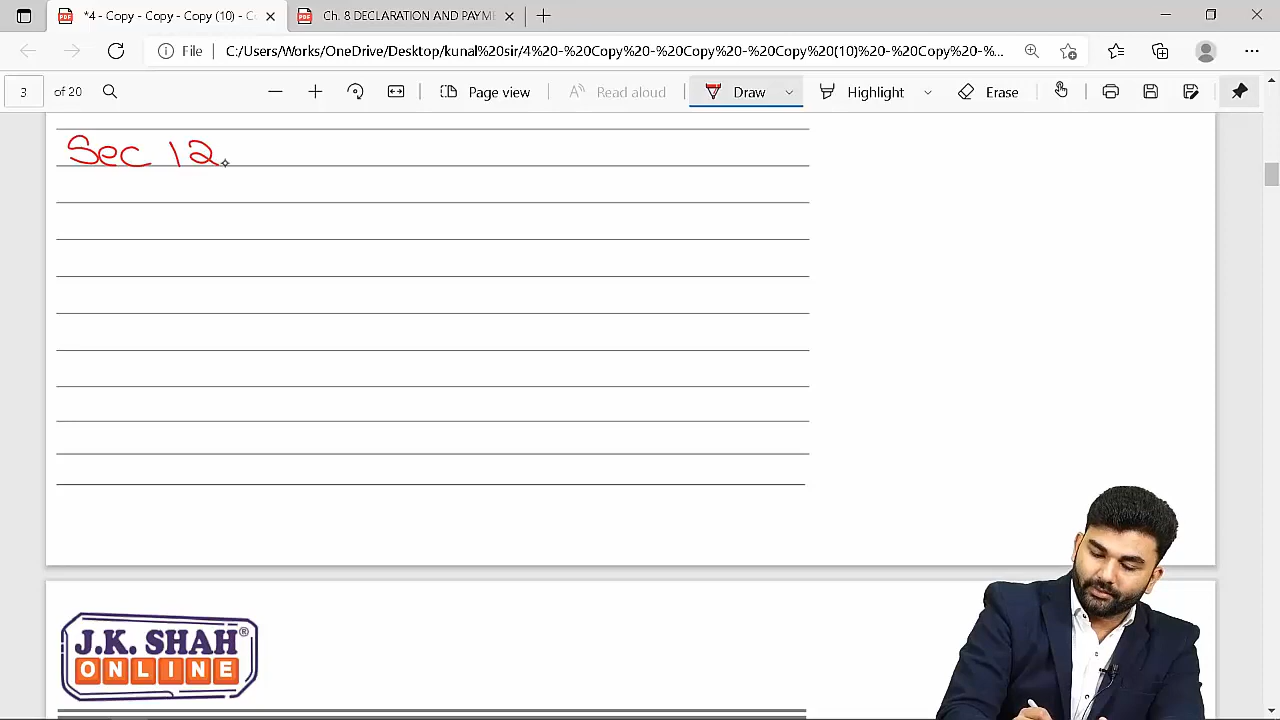 *4 - Copy - Copy - Copy (10) - C
Ch. 8 DECLARATION AND PAYM
File
C:/Users/Works/OneDrive/Desktop/kunal%20sir/4%20-%20Copy%20-%20Copy%20-%20Copy%20(10)%20-%20Copy%20-%...
3 of 20
Page view
Read aloud
Draw
Highlight
Erase
Sec 12
J.K. SHAH®
ONLINE